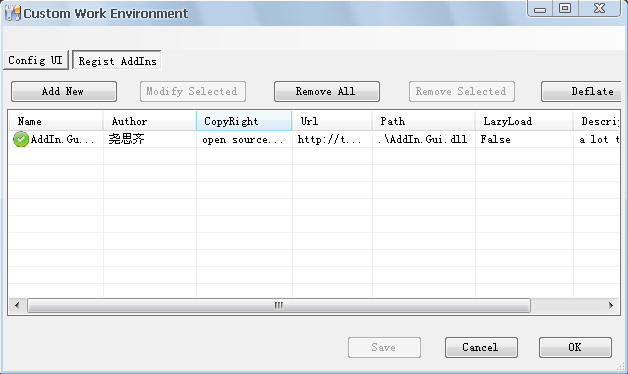 Custom Work Environment
Config UI Regist AddIns
Add New Modify Selected Remove All Remove Selected Deflate
Name Author CopyRight Url Path LazyLoad Descrip
AddIn.Gu... 尧思齐 open source... http://t... .\AddIn.Gui.dll False a lot t
Save Cancel OK